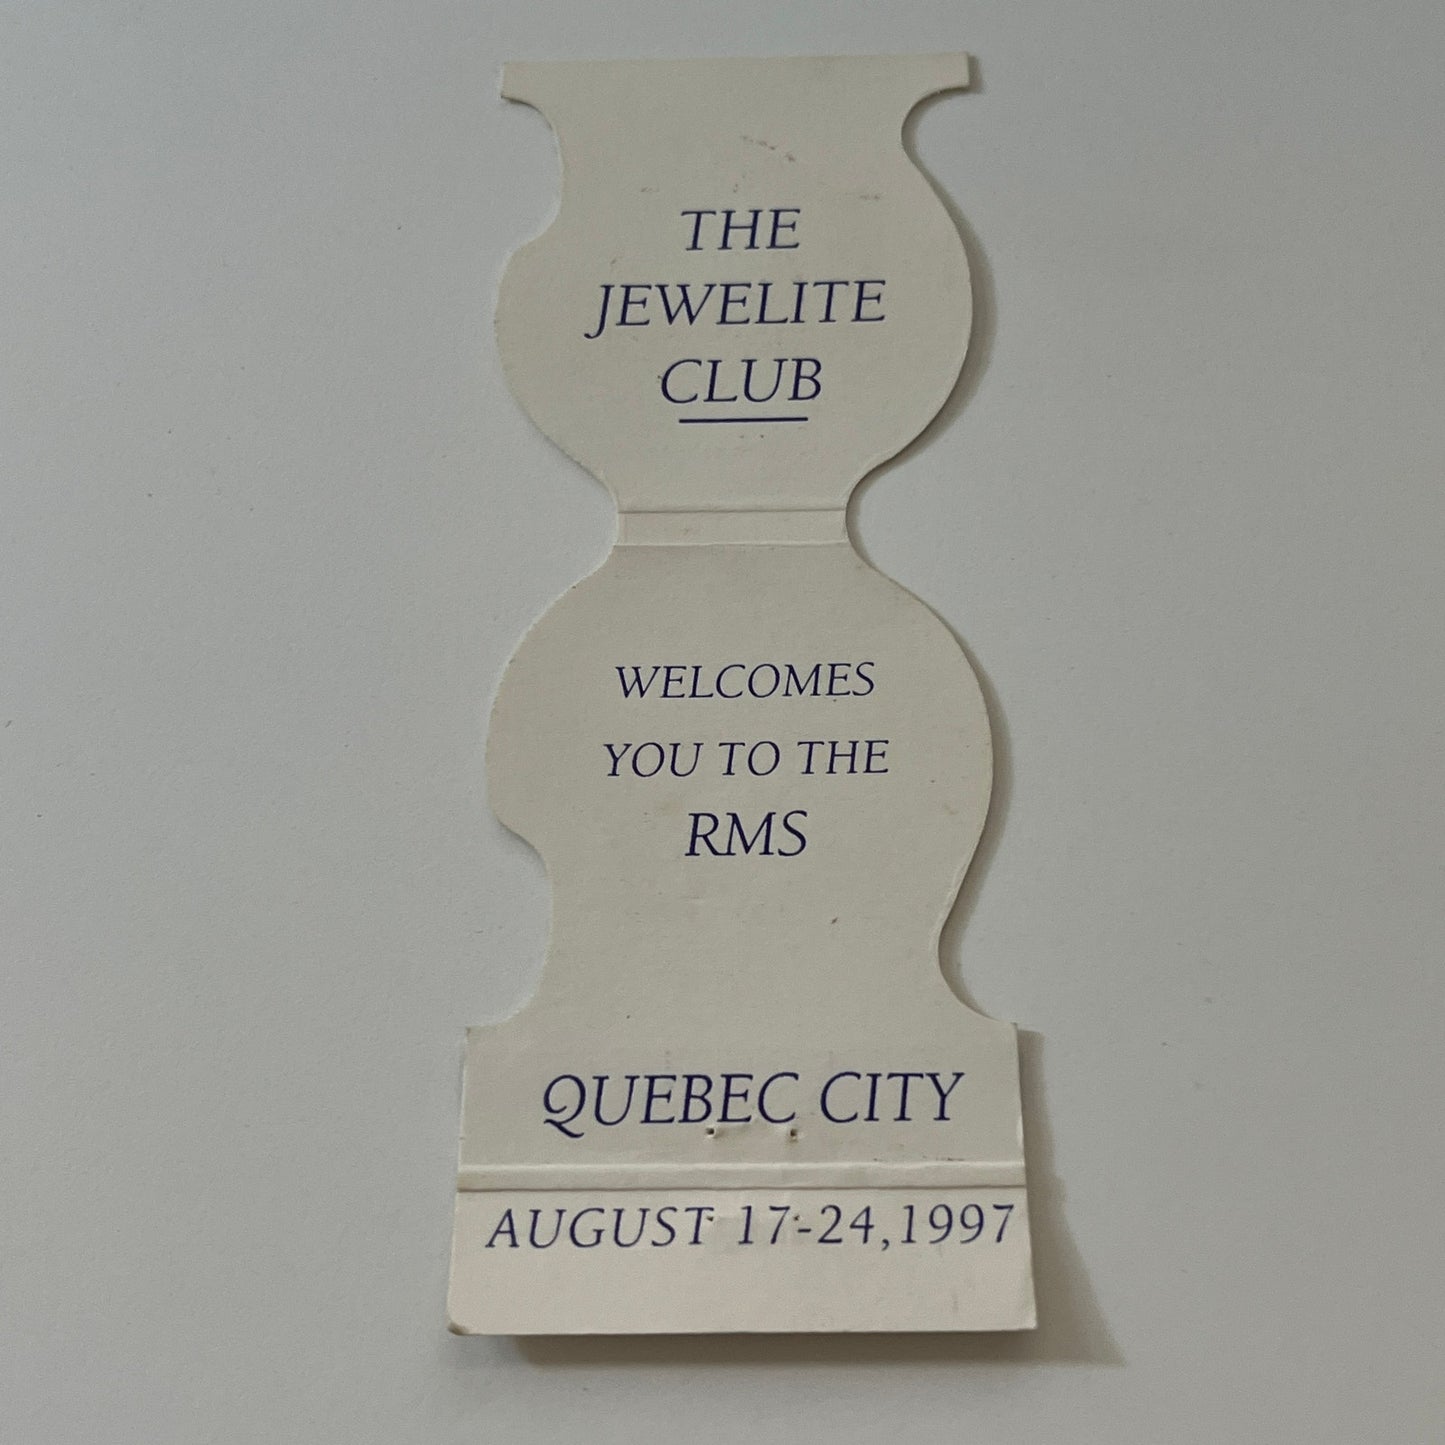 THE
JEWELITE
CLUB
WELCOMES
YOU TO THE
RMS
QUEBEC CITY
AUGUST 17-24,1997